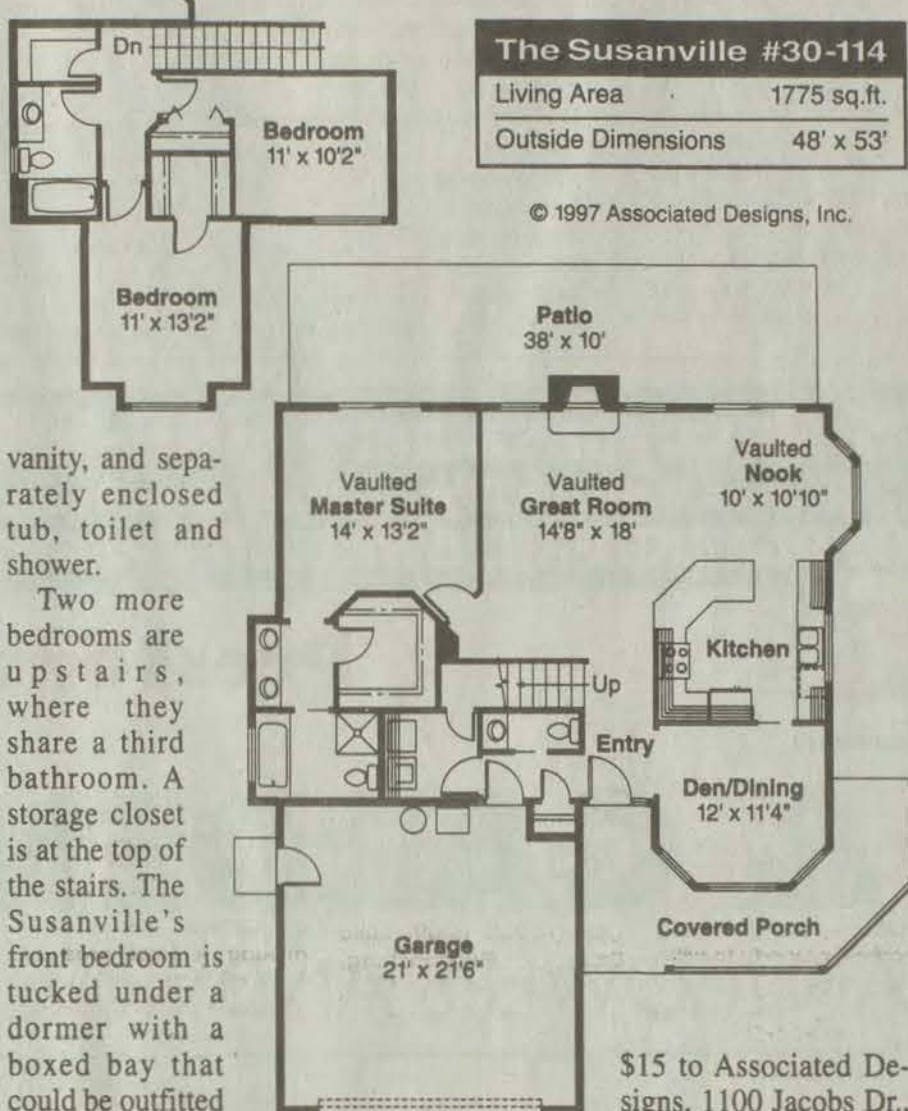 Dn
Bedroom
11' x 10'2"
Bedroom
11' x 13'2"
The Susanville #30-114
Living Area 1775 sq.ft.
Outside Dimensions 48' x 53'
© 1997 Associated Designs, Inc.
Patio
38' x 10'
Vaulted
Master Suite
14' x 13'2"
Vaulted
Great Room
14'8" x 18'
Vaulted
Nook
10' x 10'10"
Kitchen
Up
Entry
Den/Dining
12' x 11'4"
Covered Porch
Garage
21' x 21'6"
vanity, and sepa-
rately enclosed
tub, toilet and
shower.
Two more
bedrooms are
upstairs,
where they
share a third
bathroom. A
storage closet
is at the top of
the stairs. The
Susanville's
front bedroom is
tucked under a
dormer with a
boxed bay that
could be outfitted
$15 to Associated De-
signs, 1100 Jacobs Dr.,